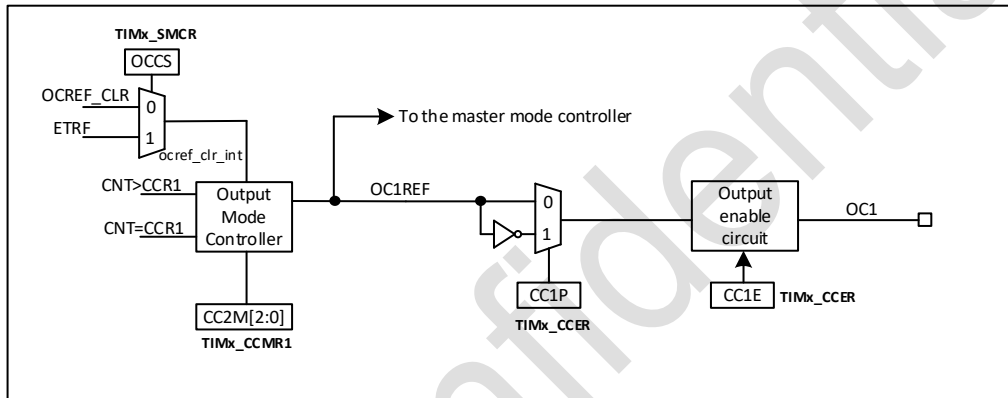 TIMx_SMCR
OCCS
OCREF_CLR
0
ETRF
1
ocref_clr_int
To the master mode controller
CNT>CCR1
CNT=CCR1
Output
Mode
Controller
OC1REF
0
1
Output
enable
circuit
OC1
CC2M[2:0]
TIMx_CCMR1
CC1P
TIMx_CCER
CC1E
TIMx_CCER
nfidenti